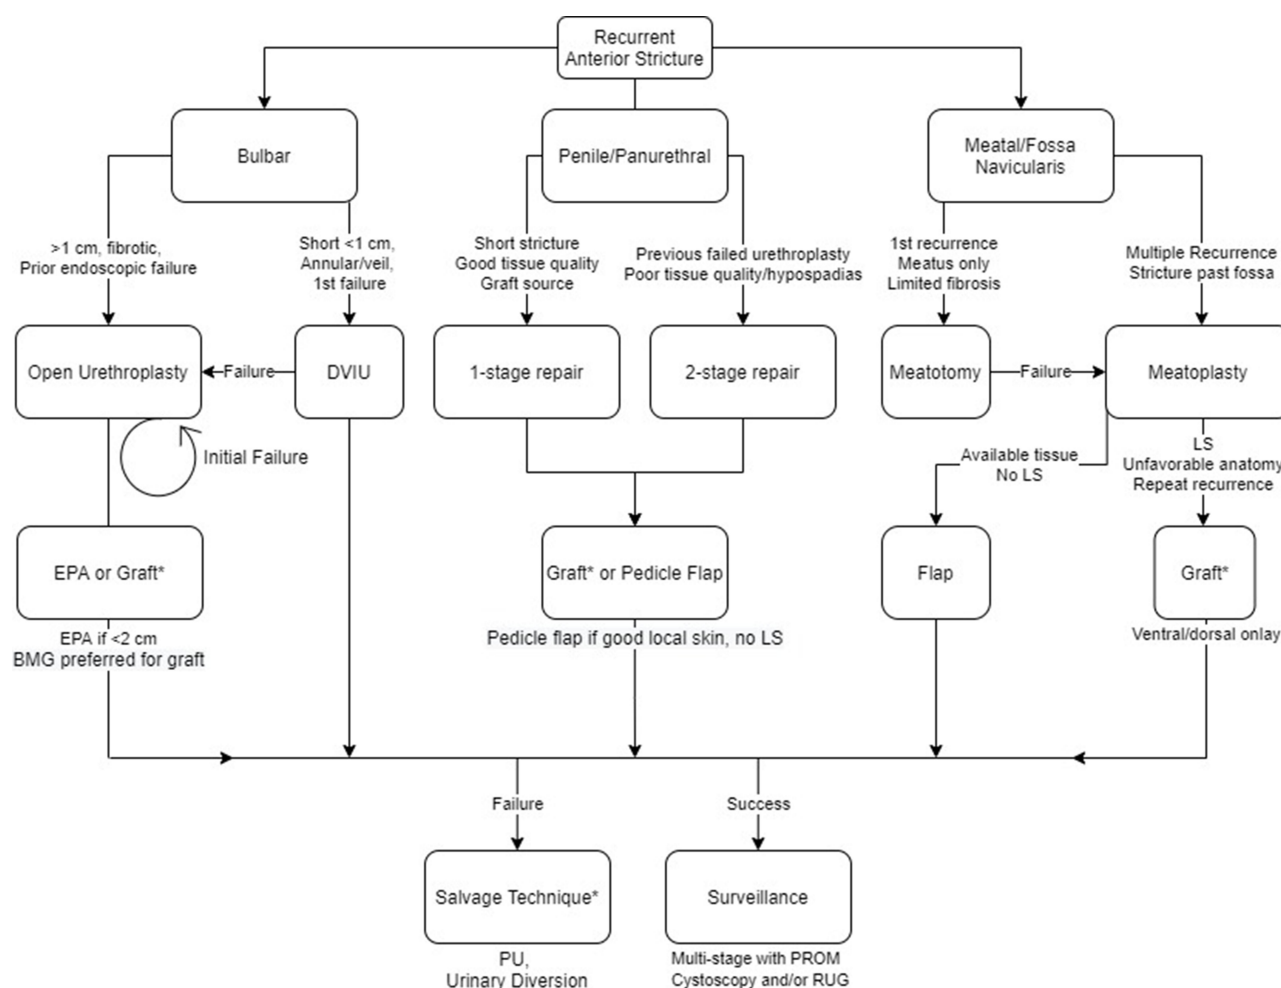 Recurrent
Anterior Stricture
Bulbar
Penile/Panurethral
Meatal/Fossa
Navicularis
>1 cm, fibrotic,
Prior endoscopic failure
Short <1 cm,
Annular/veil,
1st failure
Short stricture
Good tissue quality
Graft source
Previous failed urethroplasty
Poor tissue quality/hypospadias
1st recurrence
Meatus only
Limited fibrosis
Multiple Recurrence
Stricture past fossa
Open Urethroplasty
Failure
DVIU
1-stage repair
2-stage repair
Meatotomy
Failure
Meatoplasty
Initial Failure
Available tissue
No LS
LS
Unfavorable anatomy
Repeat recurrence
EPA or Graft*
Graft* or Pedicle Flap
Flap
Graft*
EPA if <2 cm
BMG preferred for graft
Pedicle flap if good local skin, no LS
Ventral/dorsal onlay
Failure
Success
Salvage Technique*
Surveillance
PU,
Urinary Diversion
Multi-stage with PROM
Cystoscopy and/or RUG